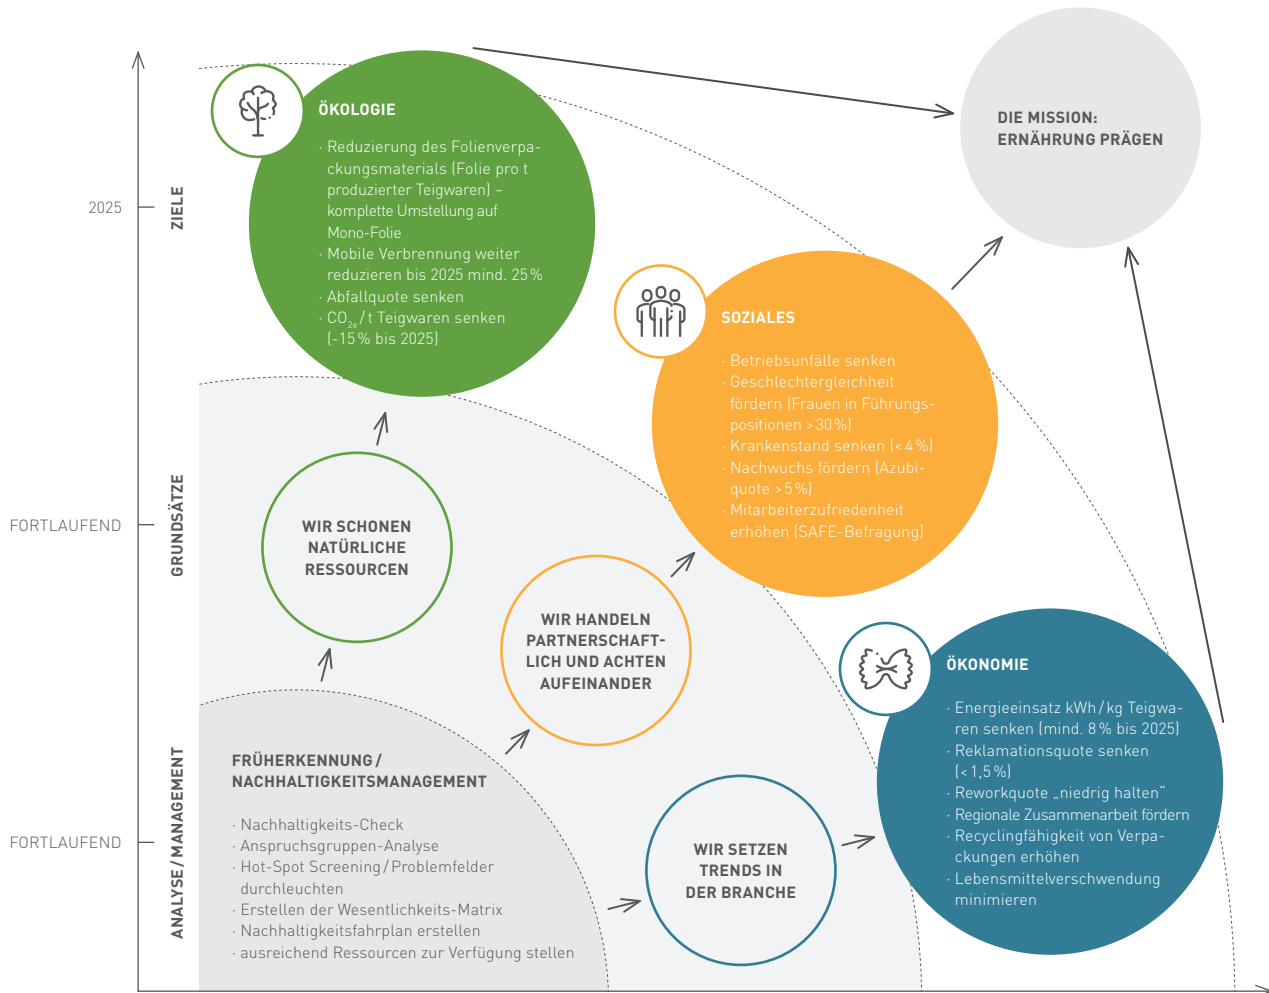 DIE MISSION:
ERNÄHRUNG PRÄGEN
ÖKOLOGIE
· Reduzierung des Folienverpa-
ckungsmaterials (Folie pro t
produzierter Teigwaren) –
komplette Umstellung auf
Mono-Folie
· Mobile Verbrennung weiter
reduzieren bis 2025 mind. 25 %
· Abfallquote senken
· CO2e / t Teigwaren senken
(-15 % bis 2025)
2025
ZIELE
SOZIALES
· Betriebsunfälle senken
· Geschlechtergleichheit
fördern (Frauen in Führungs-
positionen > 30 %)
· Krankenstand senken (< 4 %)
· Nachwuchs fördern (Azubi-
quote > 5 %)
· Mitarbeiterzufriedenheit
erhöhen (SAFE-Befragung)
FORTLAUFEND
GRUNDSÄTZE
WIR SCHONEN
NATÜRLICHE
RESSOURCEN
WIR HANDELN
PARTNERSCHAFT-
LICH UND ACHTEN
AUFEINANDER
ÖKONOMIE
· Energieeinsatz kWh / kg Teigwa-
ren senken (mind. 8 % bis 2025)
· Reklamationsquote senken
(< 1,5 %)
· Reworkquote „niedrig halten“
· Regionale Zusammenarbeit fördern
· Recyclingfähigkeit von Verpa-
ckungen erhöhen
· Lebensmittelverschwendung
minimieren
FORTLAUFEND
ANALYSE / MANAGEMENT
FRÜHERKENNUNG /
NACHHALTIGKEITSMANAGEMENT
· Nachhaltigkeits-Check
· Anspruchsgruppen-Analyse
· Hot-Spot Screening / Problemfelder
durchleuchten
· Erstellen der Wesentlichkeits-Matrix
· Nachhaltigkeitsfahrplan erstellen
· ausreichend Ressourcen zur Verfügung stellen
WIR SETZEN
TRENDS IN
DER BRANCHE